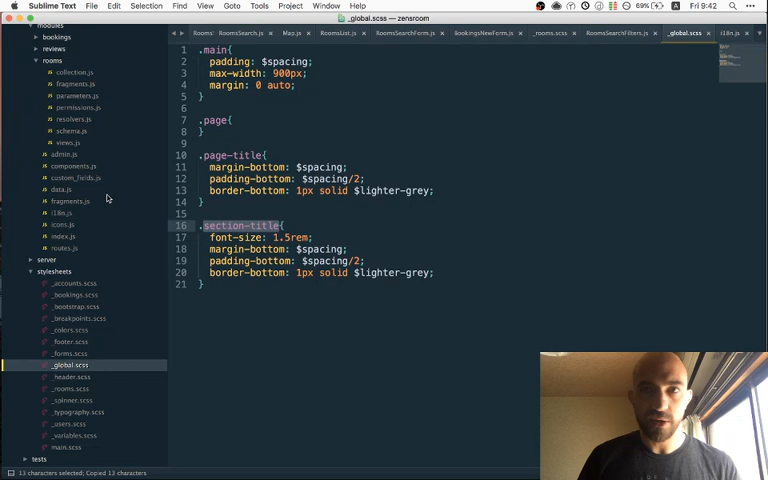 Sublime Text File Edit Selection Find View Goto Tools Project Window Help 69% A Fri 9:42
_global.scss — zensroom
Rooms RoomsSearch.js Map.js RoomsList.js RoomsSearchForm.js BookingsNewForm.js _rooms.scss RoomsSearchFilters.js _global.scss i18n.js
modules
bookings
reviews
rooms
collection.js
fragments.js
parameters.js
permissions.js
resolvers.js
schema.js
views.js
admin.js
components.js
custom_fields.js
data.js
fragments.js
i18n.js
icons.js
index.js
routes.js
server
stylesheets
_accounts.scss
_bookings.scss
_bootstrap.scss
_breakpoints.scss
_colors.scss
_footer.scss
_forms.scss
_global.scss
_header.scss
_rooms.scss
_spinner.scss
_typography.scss
_users.scss
_variables.scss
main.scss
tests
1 .main{
2 padding: $spacing;
3 max-width: 900px;
4 margin: 0 auto;
5 }
6
7 .page{
8 }
9
10 .page-title{
11 margin-bottom: $spacing;
12 padding-bottom: $spacing/2;
13 border-bottom: 1px solid $lighter-grey;
14 }
15
16 .section-title{
17 font-size: 1.5rem;
18 margin-bottom: $spacing;
19 padding-bottom: $spacing/2;
20 border-bottom: 1px solid $lighter-grey;
21 }
13 characters selected; Copied 13 characters